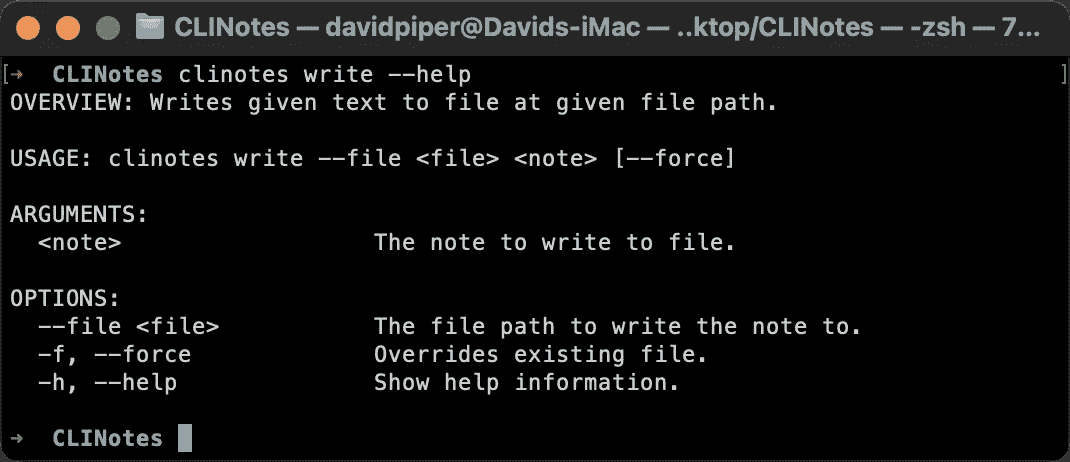 CLINotes — davidpiper@Davids-iMac — ..ktop/CLINotes — -zsh — 7...
[➜  CLINotes clinotes write --help ]
OVERVIEW: Writes given text to file at given file path.
USAGE: clinotes write --file <file> <note> [--force]
ARGUMENTS:
  <note>                  The note to write to file.
OPTIONS:
  --file <file>           The file path to write the note to.
  -f, --force             Overrides existing file.
  -h, --help              Show help information.
➜  CLINotes